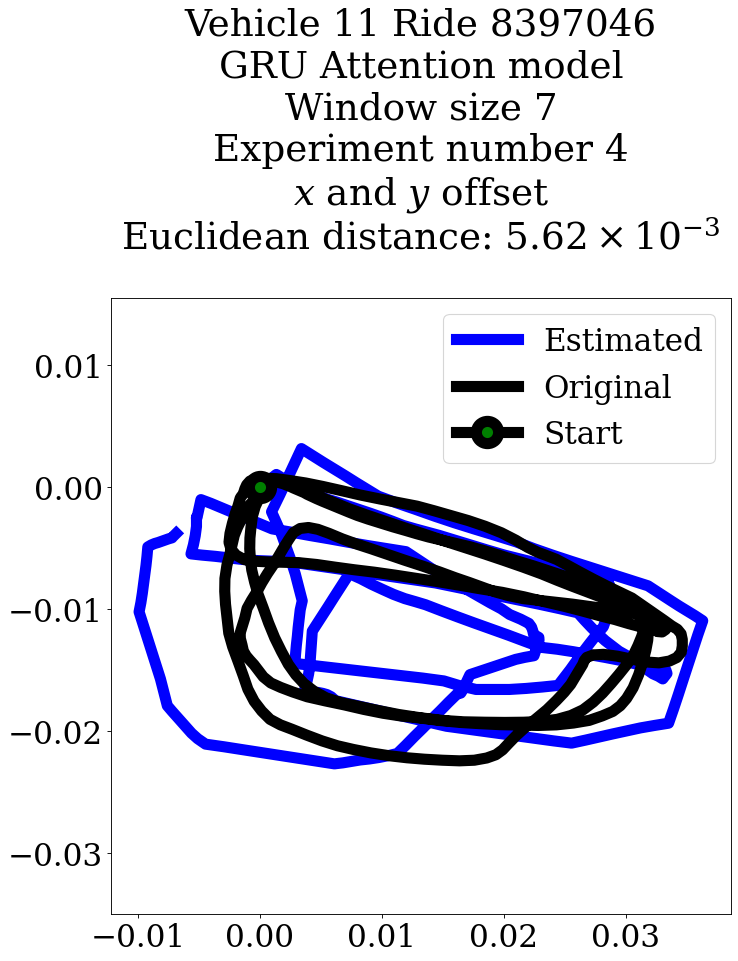 Vehicle 11 Ride 8397046
GRU Attention model
Window size 7
Experiment number 4
x and y offset
Euclidean distance: 5.62 × 10⁻³
Estimated
Original
Start
0.01
0.00
−0.01
−0.02
−0.03
−0.01 0.00 0.01 0.02 0.03